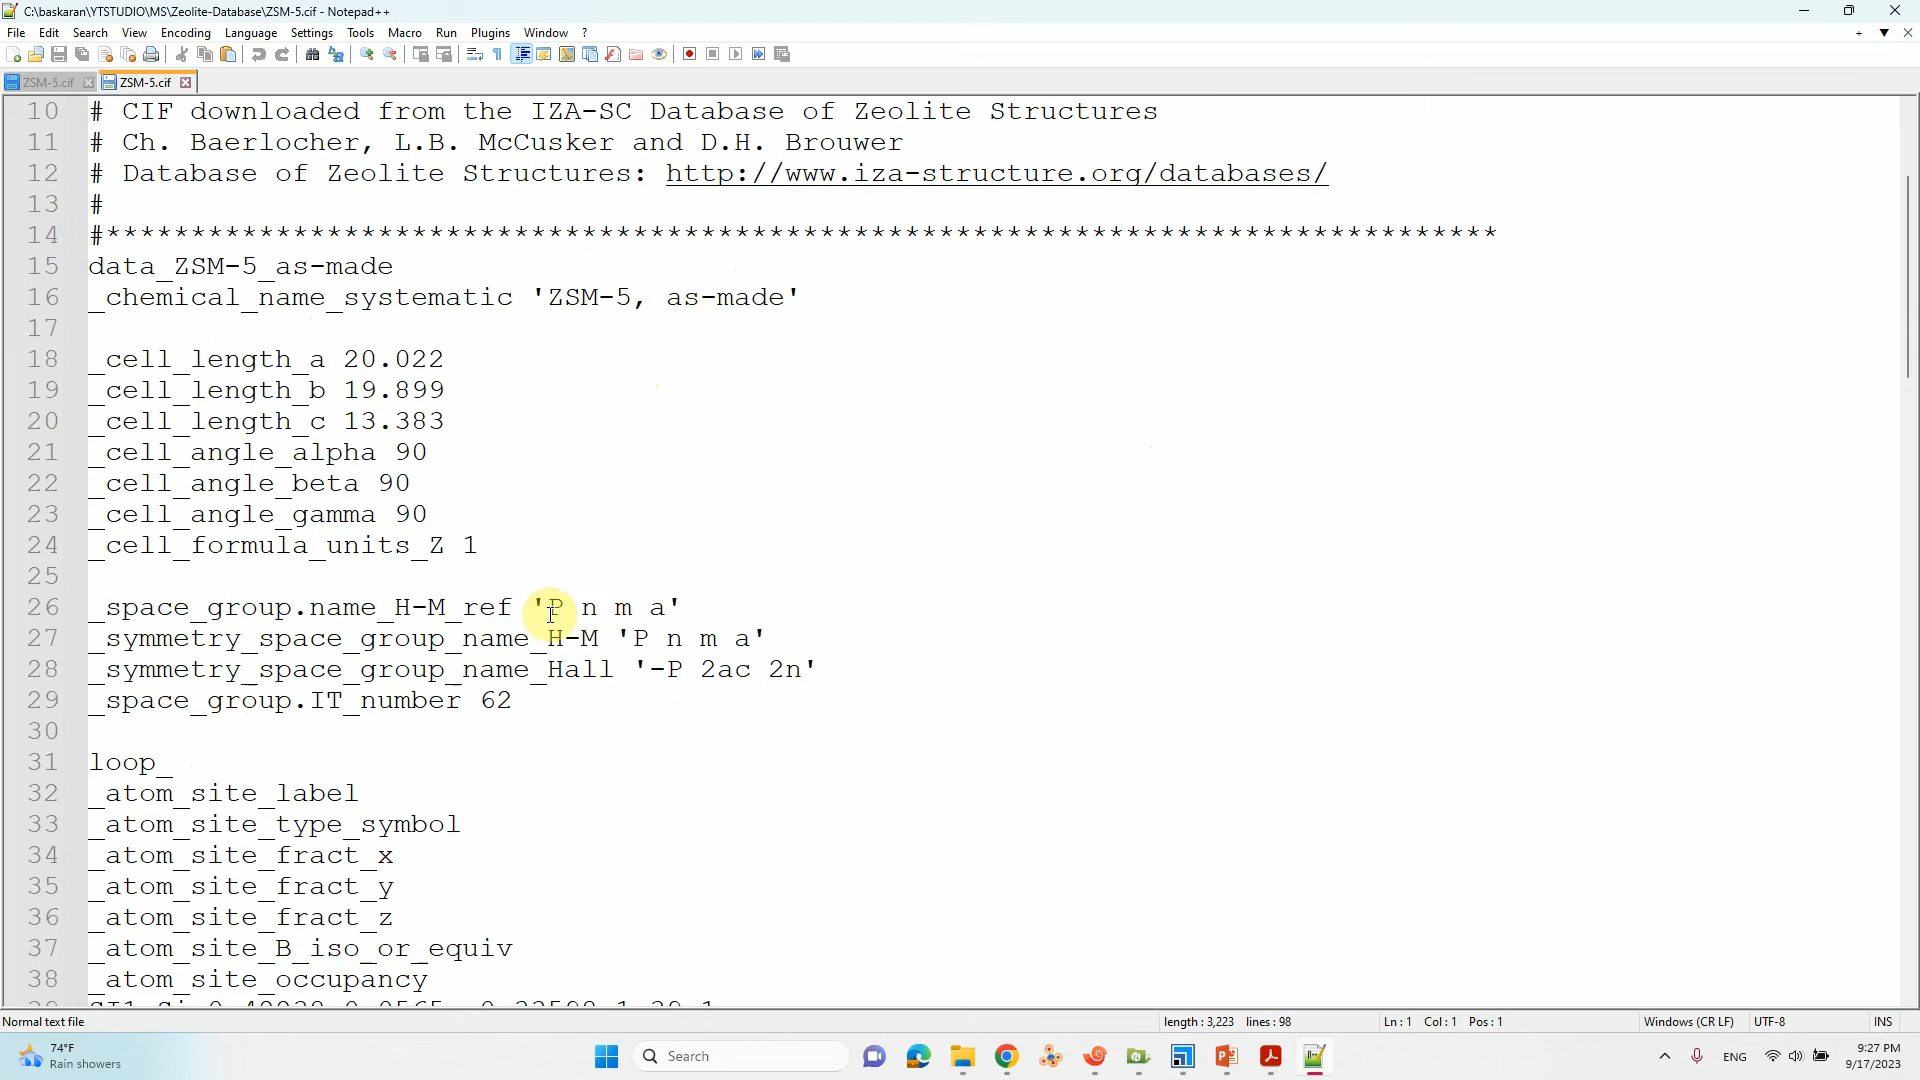 C:\baskaran\YTSTUDIO\MS\Zeolite-Database\ZSM-5.cif - Notepad++
File Edit Search View Encoding Language Settings Tools Macro Run Plugins Window ?
ZSM-5.cif ZSM-5.cif
10 # CIF downloaded from the IZA-SC Database of Zeolite Structures
11 # Ch. Baerlocher, L.B. McCusker and D.H. Brouwer
12 # Database of Zeolite Structures: http://www.iza-structure.org/databases/
13 #
14 #**********************************************************************************
15 data_ZSM-5_as-made
16 _chemical_name_systematic 'ZSM-5, as-made'
17
18 _cell_length_a 20.022
19 _cell_length_b 19.899
20 _cell_length_c 13.383
21 _cell_angle_alpha 90
22 _cell_angle_beta 90
23 _cell_angle_gamma 90
24 _cell_formula_units_Z 1
25
26 _space_group.name_H-M_ref 'P n m a'
27 _symmetry_space_group_name_H-M 'P n m a'
28 _symmetry_space_group_name_Hall '-P 2ac 2n'
29 _space_group.IT_number 62
30
31 loop_
32 _atom_site_label
33 _atom_site_type_symbol
34 _atom_site_fract_x
35 _atom_site_fract_y
36 _atom_site_fract_z
37 _atom_site_B_iso_or_equiv
38 _atom_site_occupancy
Normal text file length : 3,223 lines : 98 Ln : 1 Col : 1 Pos : 1 Windows (CR LF) UTF-8 INS
74°F
Rain showers
Search
ENG
9:27 PM
9/17/2023